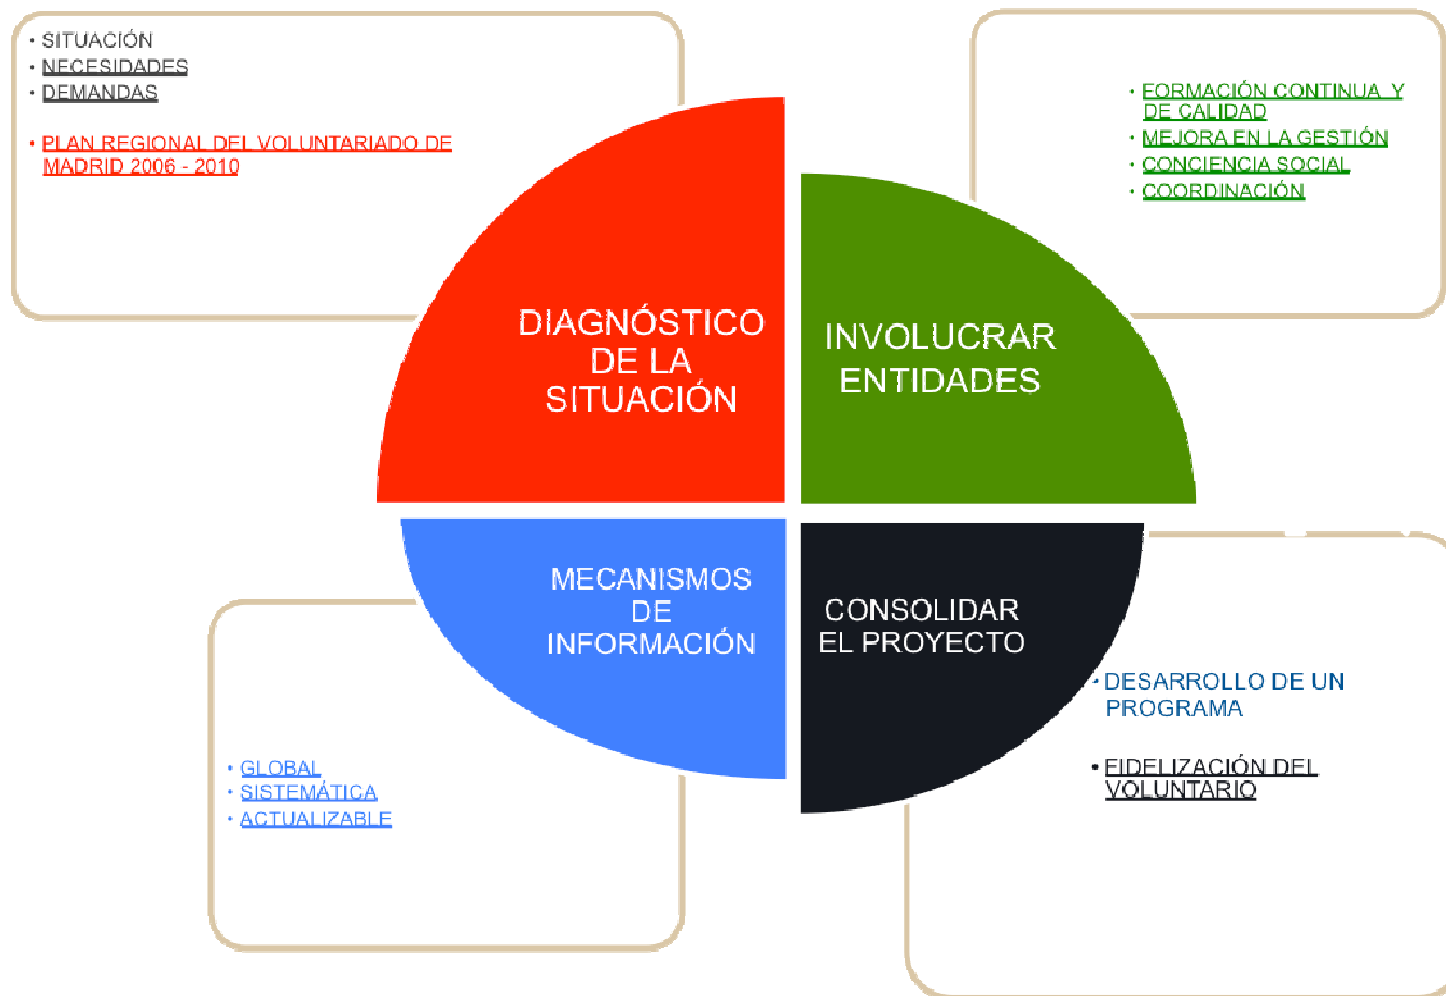 • SITUACIÓN
• NECESIDADES
• DEMANDAS
• PLAN REGIONAL DEL VOLUNTARIADO DE
MADRID 2006 - 2010
• FORMACIÓN CONTINUA Y
DE CALIDAD
• MEJORA EN LA GESTIÓN
• CONCIENCIA SOCIAL
• COORDINACIÓN
DIAGNÓSTICO
DE LA
SITUACIÓN
INVOLUCRAR
ENTIDADES
MECANISMOS
DE
INFORMACIÓN
CONSOLIDAR
EL PROYECTO
• GLOBAL
• SISTEMÁTICA
• ACTUALIZABLE
• DESARROLLO DE UN
PROGRAMA
• FIDELIZACIÓN DEL
VOLUNTARIO